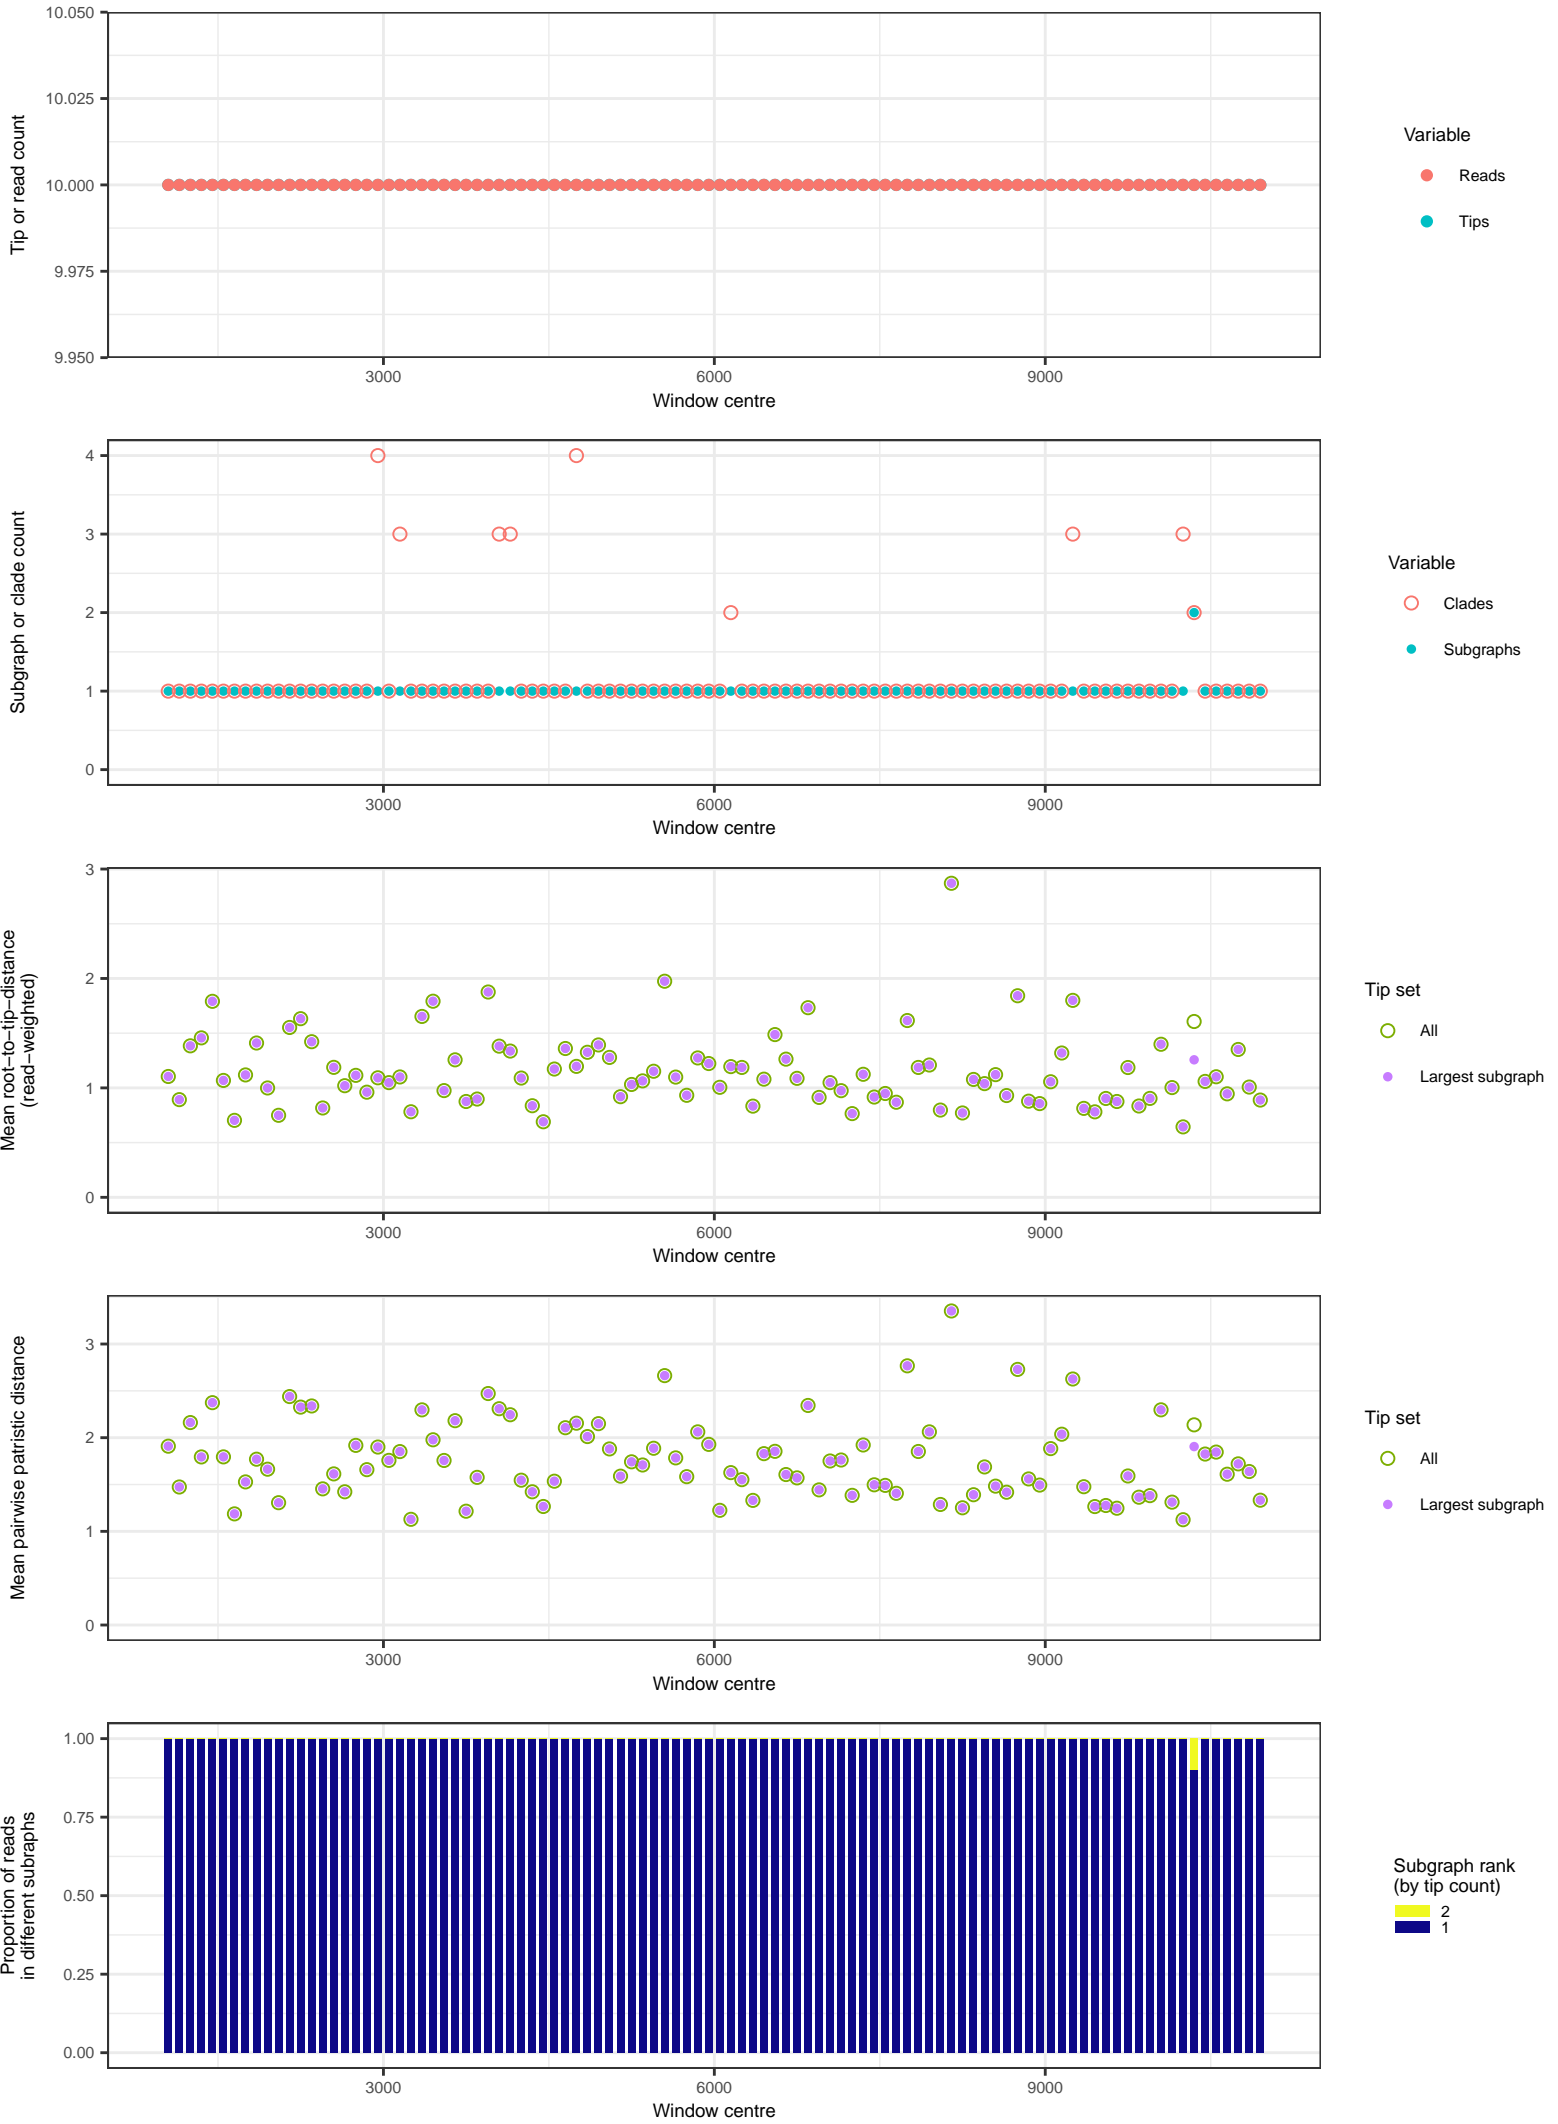 10.050
10.025
10.000
9.975
9.950
Tip or read count
3000 6000 9000
Window centre
Variable
Reads
Tips
4
3
2
1
0
Subgraph or clade count
3000 6000 9000
Window centre
Variable
Clades
Subgraphs
3
2
1
0
Mean root−to−tip−distance
(read−weighted)
3000 6000 9000
Window centre
Tip set
All
Largest subgraph
3
2
1
0
Mean pairwise patristic distance
3000 6000 9000
Window centre
Tip set
All
Largest subgraph
1.00
0.75
0.50
0.25
0.00
Proportion of reads
in different subraphs
3000 6000 9000
Window centre
Subgraph rank
(by tip count)
2
1